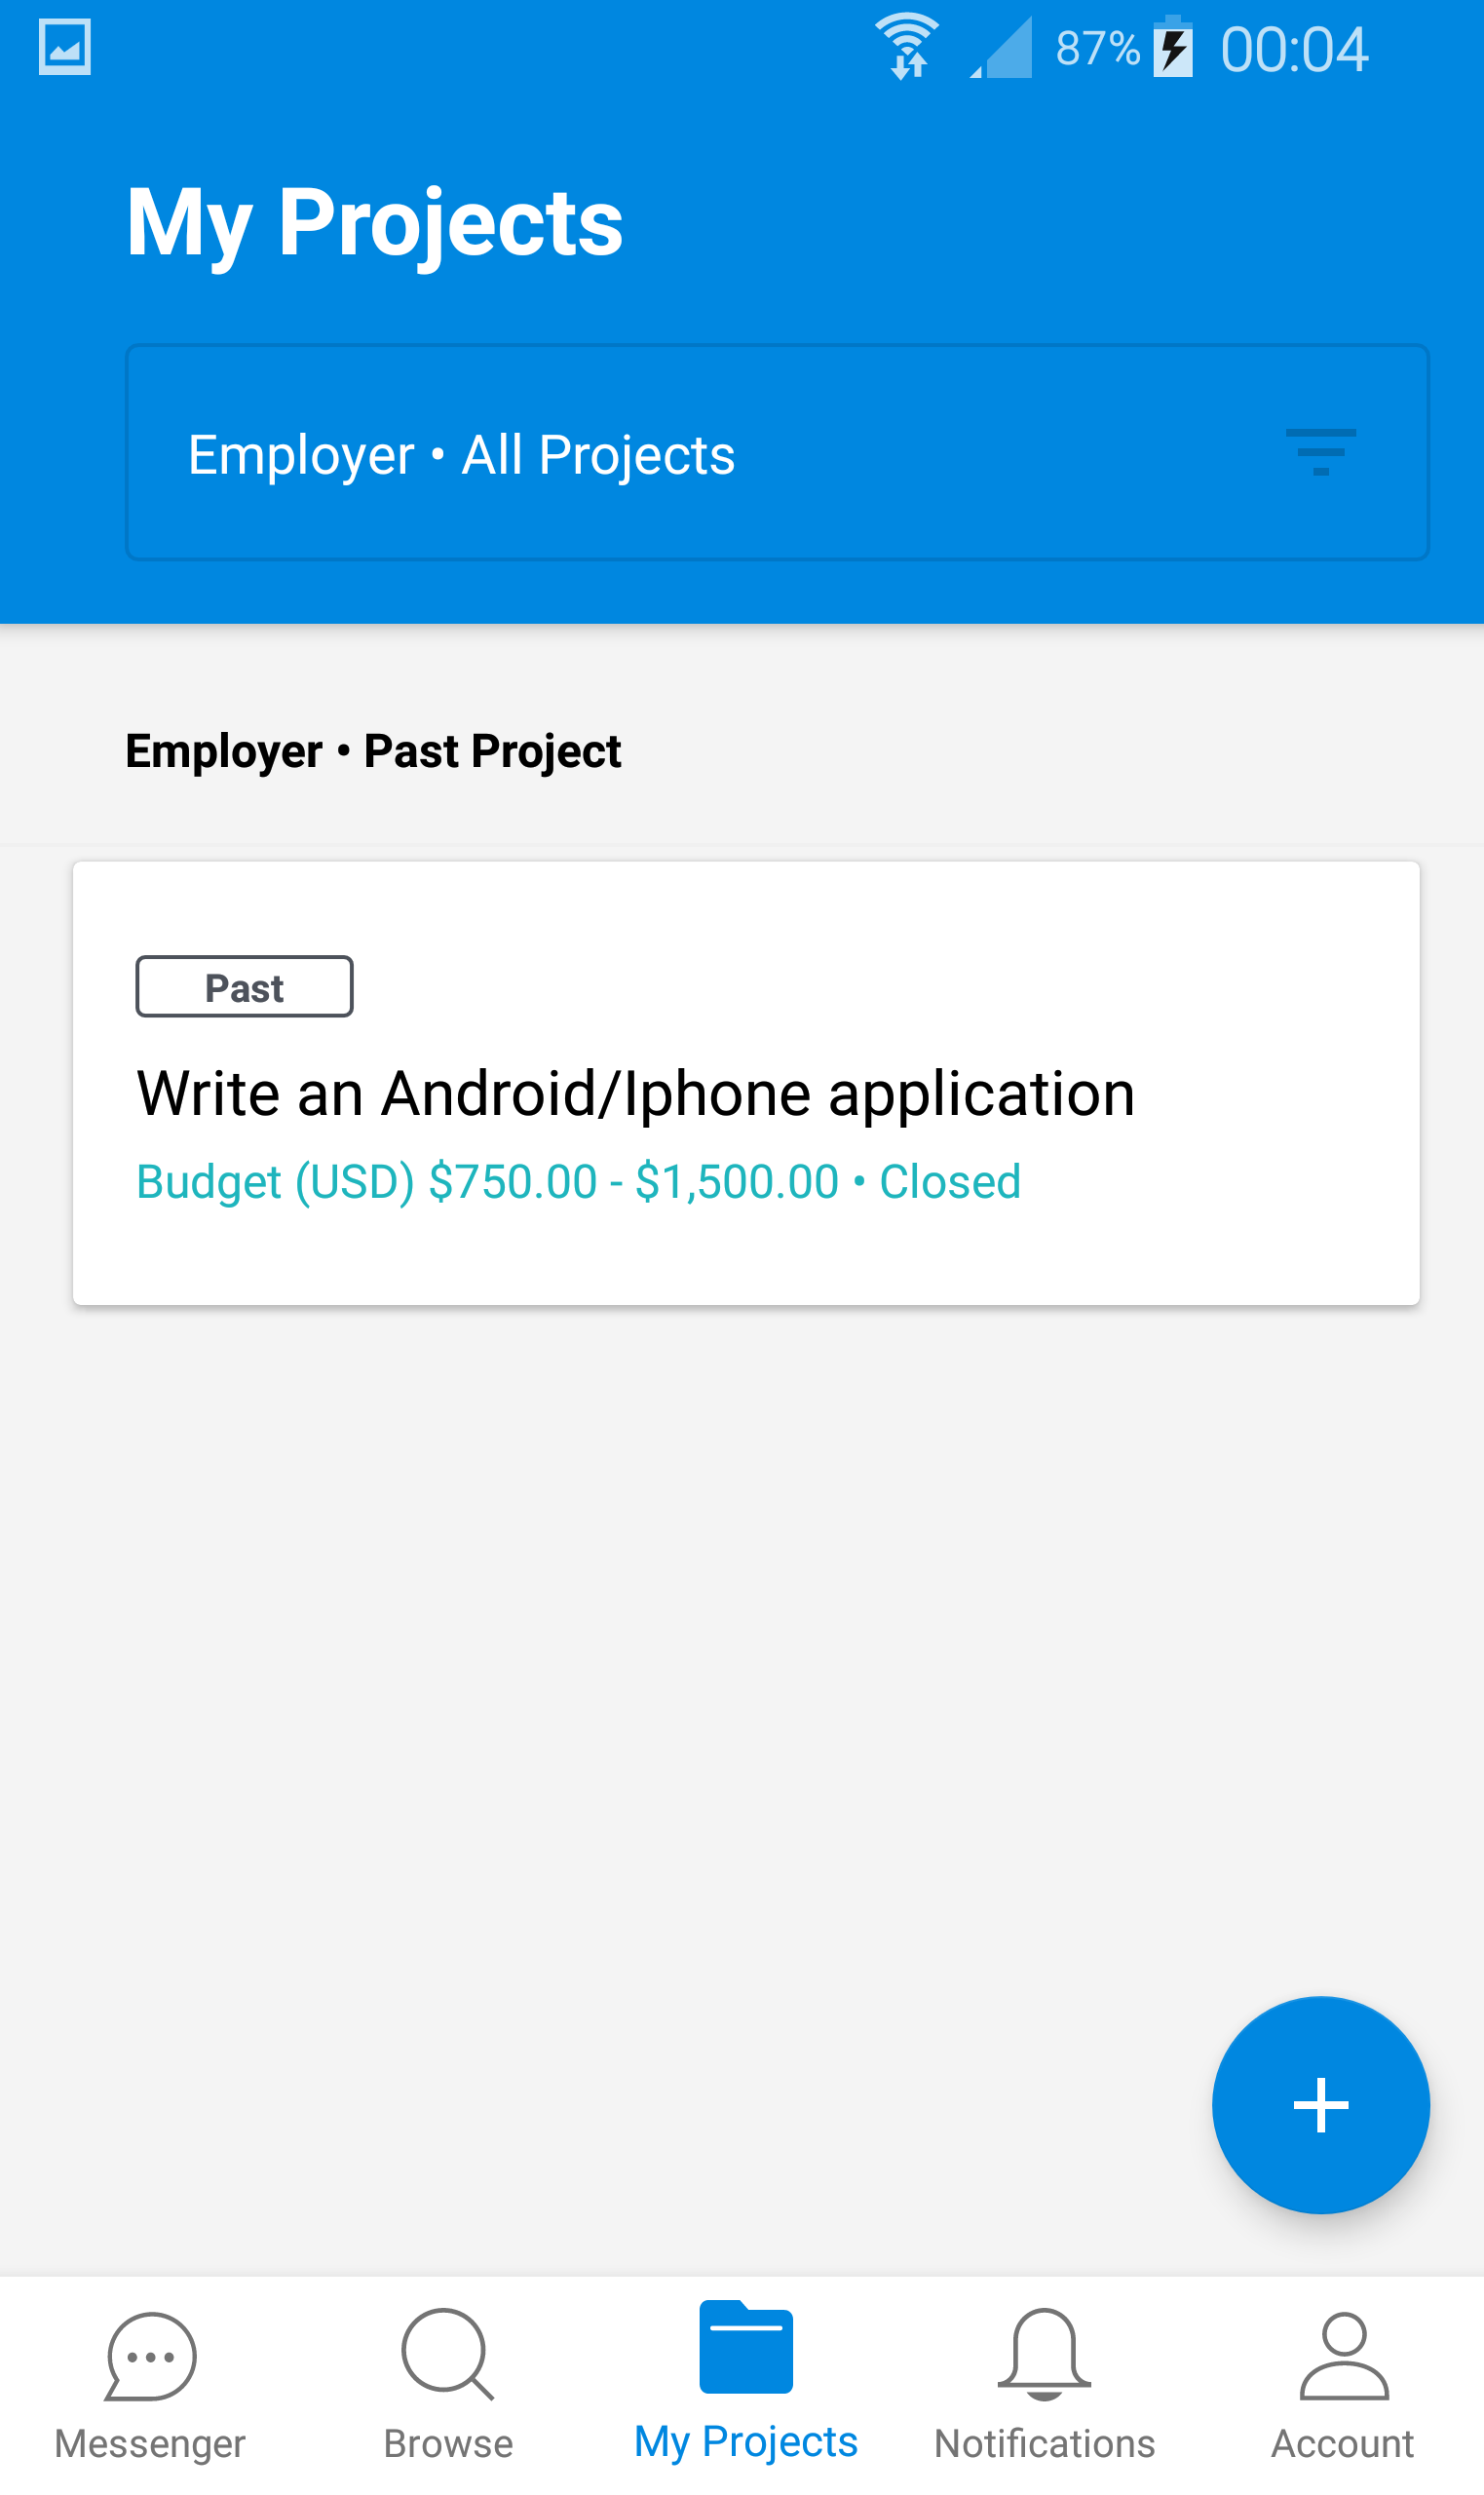 87% 00:04
My Projects
Employer • All Projects
Employer • Past Project
Past
Write an Android/Iphone application
Budget (USD) $750.00 - $1,500.00 • Closed
Messenger Browse My Projects Notifications Account